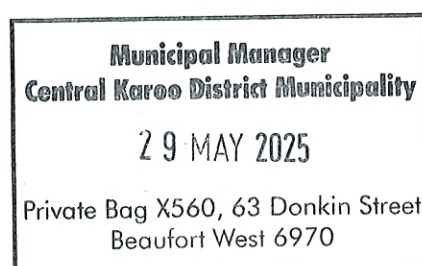 Municipal Manager
Central Karoo District Municipality
29 MAY 2025
Private Bag X560, 63 Donkin Street
Beaufort West 6970